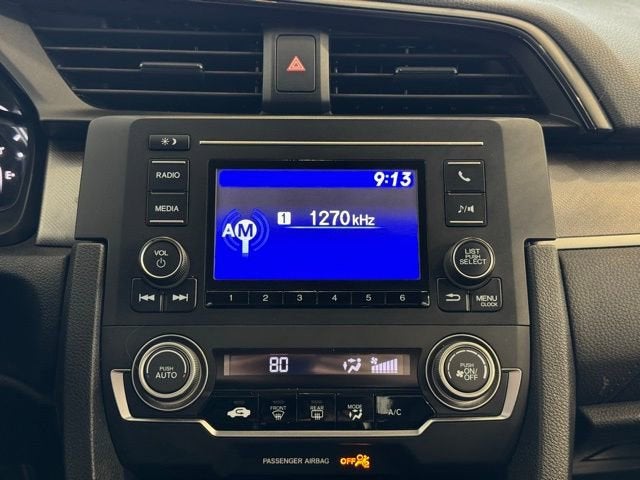 9:13
RADIO
MEDIA
AM
1 1270 kHz
VOL
LIST
PUSH
SELECT
1 2 3 4 5 6
MENU
CLOCK
PUSH
AUTO
80
PUSH
ON/
OFF
FRONT
REAR
MODE
A/C
PASSENGER AIRBAG OFF